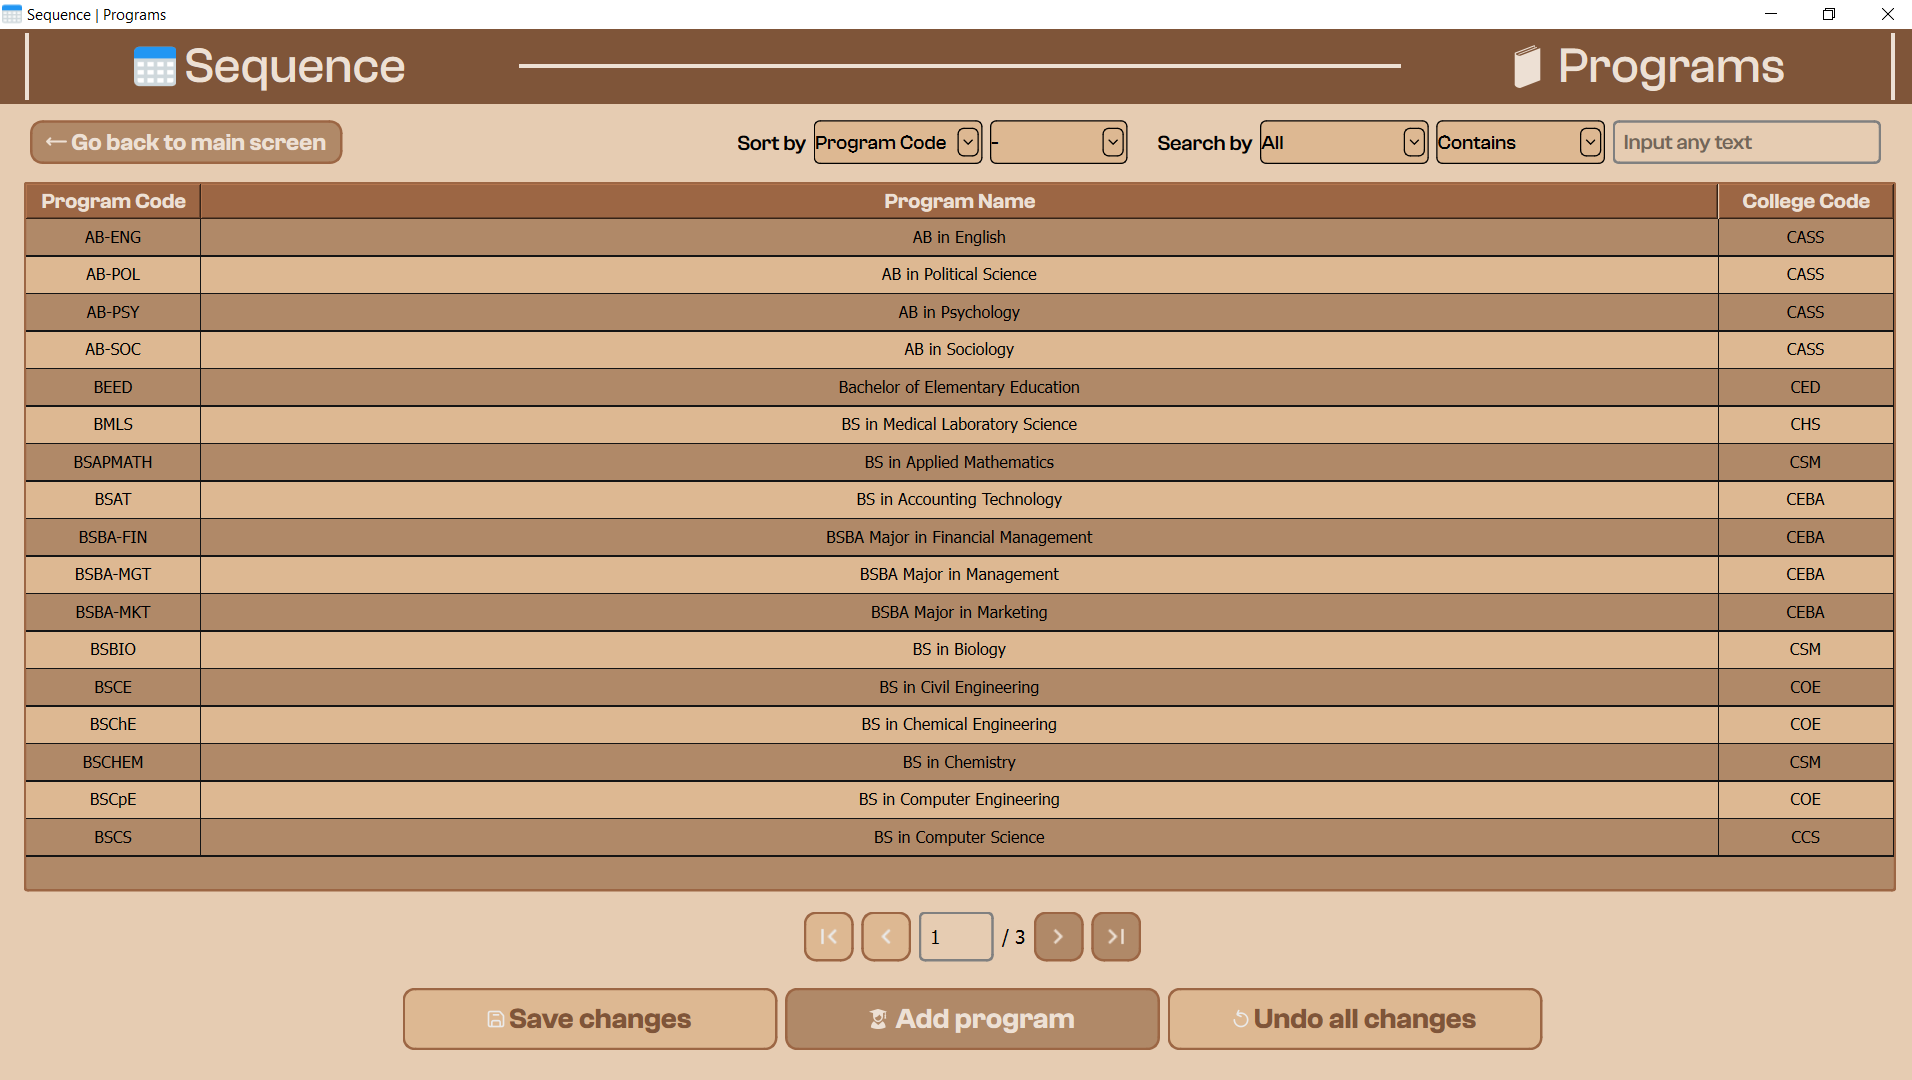 Sequence | Programs
Sequence Programs
← Go back to main screen Sort by Program Code - Search by All Contains Input any text
Program Code Program Name College Code
AB-ENG AB in English CASS
AB-POL AB in Political Science CASS
AB-PSY AB in Psychology CASS
AB-SOC AB in Sociology CASS
BEED Bachelor of Elementary Education CED
BMLS BS in Medical Laboratory Science CHS
BSAPMATH BS in Applied Mathematics CSM
BSAT BS in Accounting Technology CEBA
BSBA-FIN BSBA Major in Financial Management CEBA
BSBA-MGT BSBA Major in Management CEBA
BSBA-MKT BSBA Major in Marketing CEBA
BSBIO BS in Biology CSM
BSCE BS in Civil Engineering COE
BSChE BS in Chemical Engineering COE
BSCHEM BS in Chemistry CSM
BSCpE BS in Computer Engineering COE
BSCS BS in Computer Science CCS
1 / 3
Save changes Add program Undo all changes